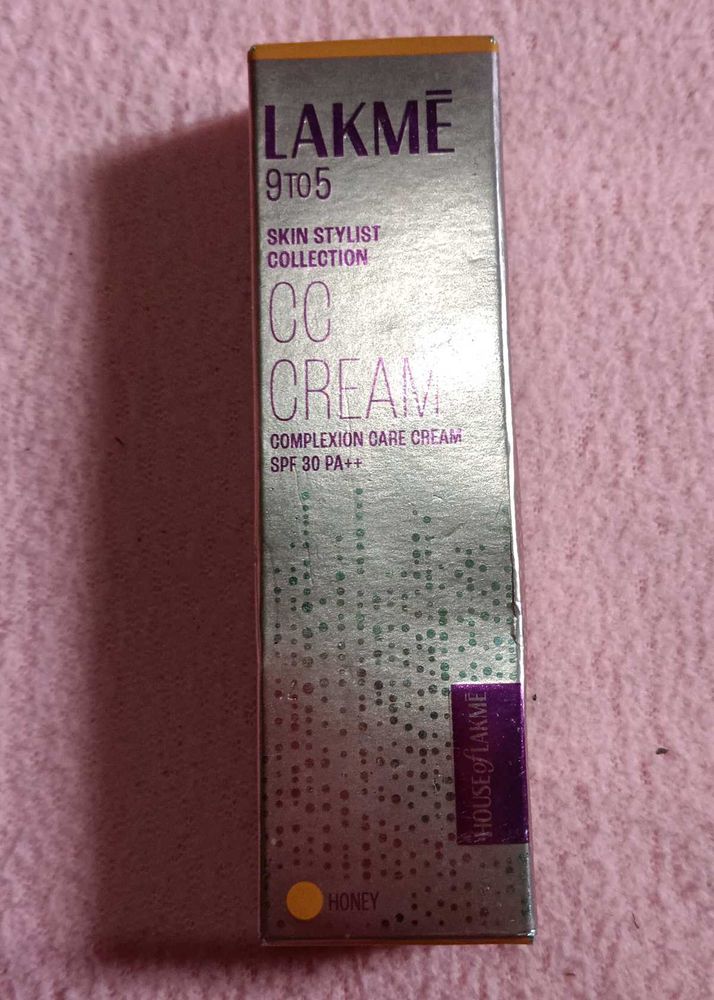 LAKMĒ
9TO5
SKIN STYLIST
COLLECTION
CC
CREAM
COMPLEXION CARE CREAM
SPF 30 PA++
HOUSE of LAKMĒ
HONEY